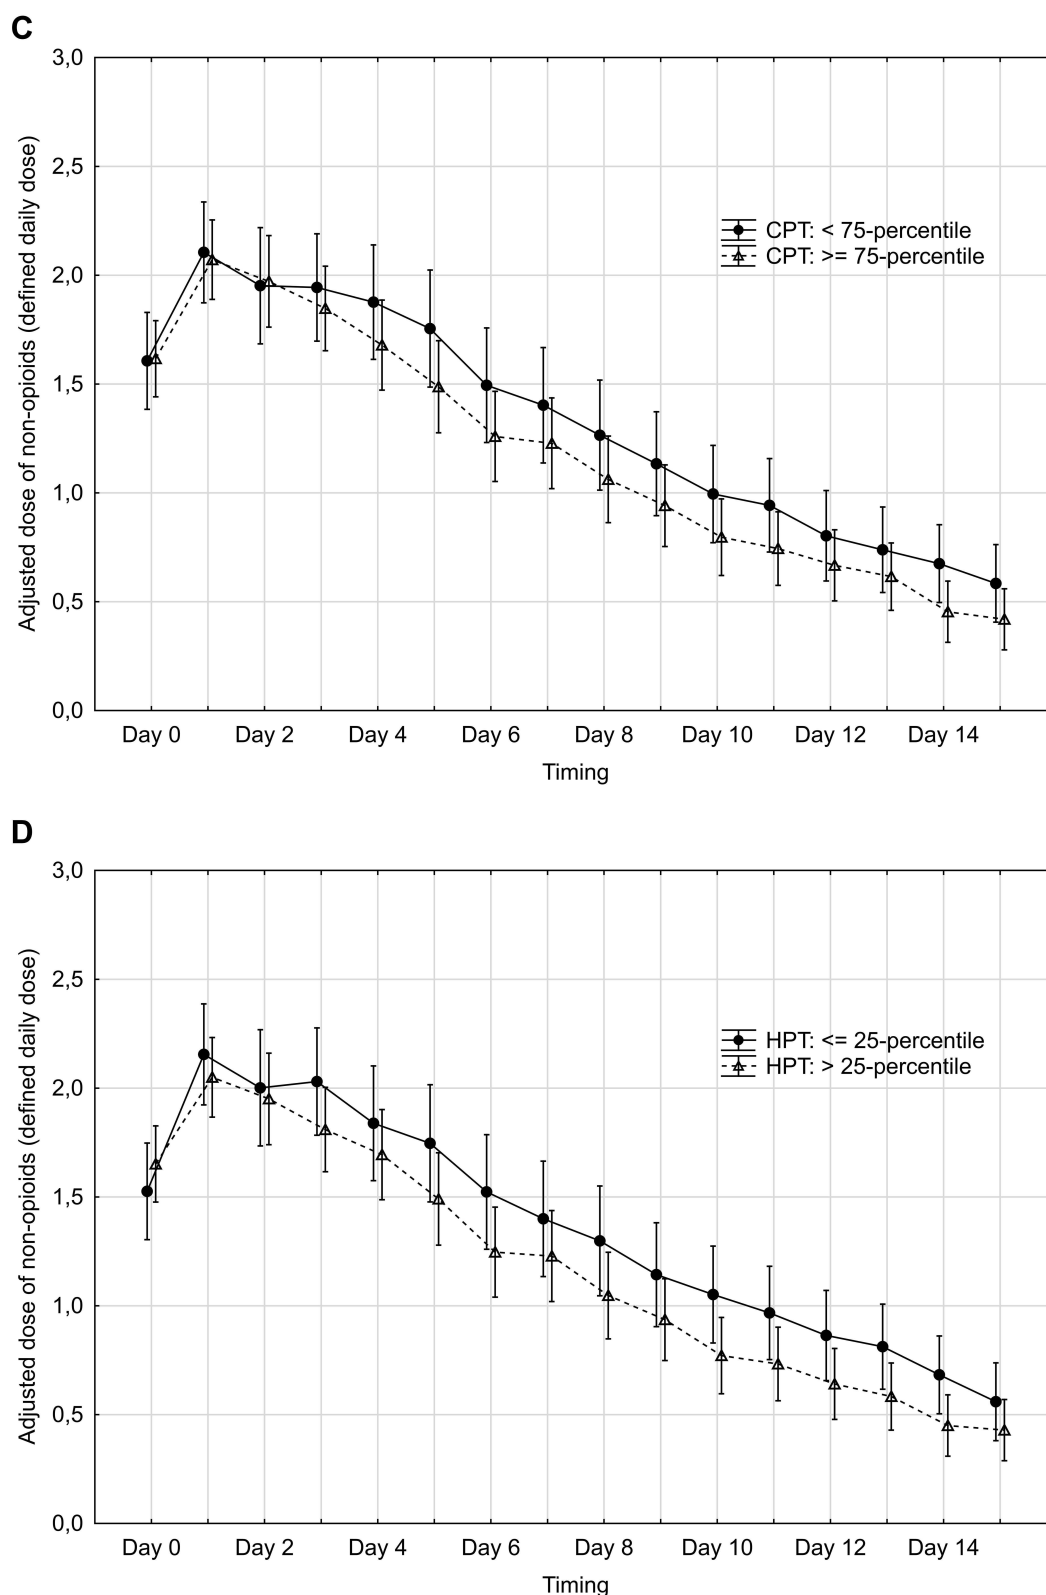 C
3,0
2,5
2,0
1,5
1,0
0,5
0,0
Adjusted dose of non-opioids (defined daily dose)
CPT: < 75-percentile
CPT: >= 75-percentile
Day 0 Day 2 Day 4 Day 6 Day 8 Day 10 Day 12 Day 14
Timing
D
3,0
2,5
2,0
1,5
1,0
0,5
0,0
Adjusted dose of non-opioids (defined daily dose)
HPT: <= 25-percentile
HPT: > 25-percentile
Day 0 Day 2 Day 4 Day 6 Day 8 Day 10 Day 12 Day 14
Timing